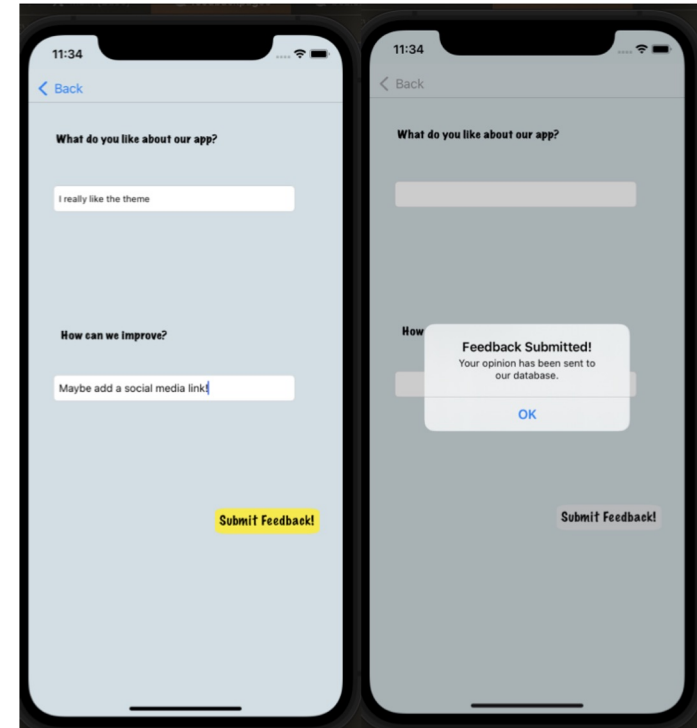 11:34
Back
What do you like about our app?
I really like the theme
How can we improve?
Maybe add a social media link!
Submit Feedback!
11:34
Back
What do you like about our app?
How
Feedback Submitted!
Your opinion has been sent to
our database.
OK
Submit Feedback!